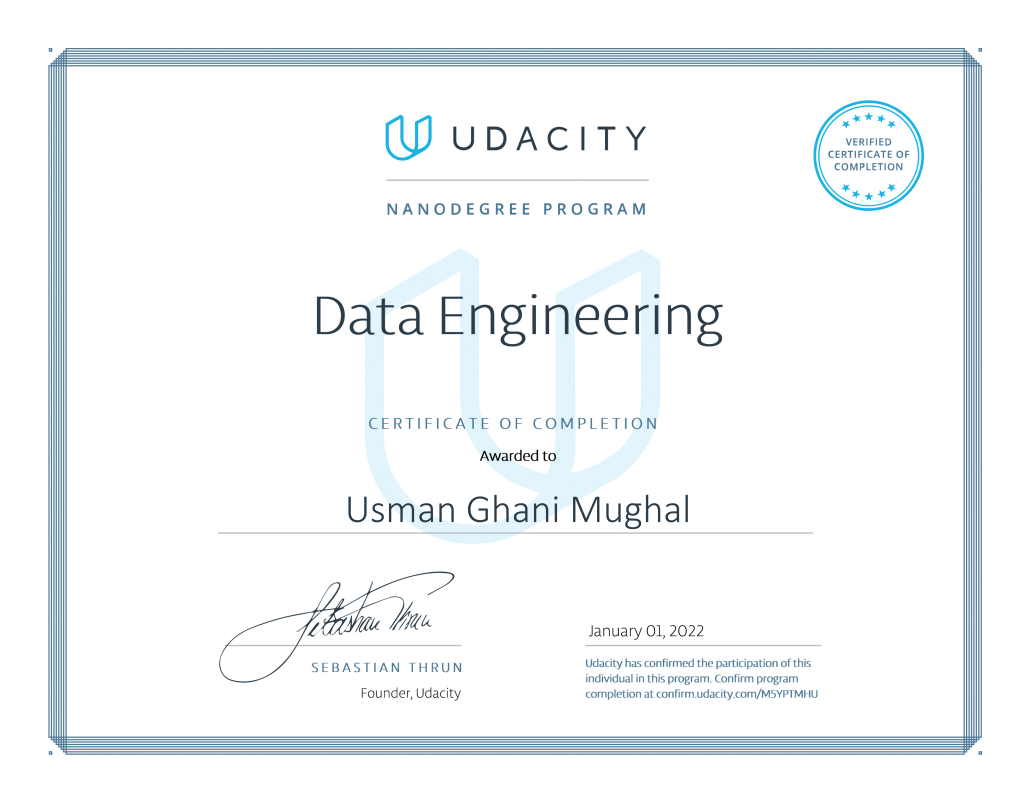 UDACITY
VERIFIED
CERTIFICATE OF
COMPLETION
NANODEGREE PROGRAM
Data Engineering
CERTIFICATE OF COMPLETION
Awarded to
Usman Ghani Mughal
Sebastian Thrun
January 01, 2022
SEBASTIAN THRUN
Founder, Udacity
Udacity has confirmed the participation of this
individual in this program. Confirm program
completion at confirm.udacity.com/M5YPTMHU